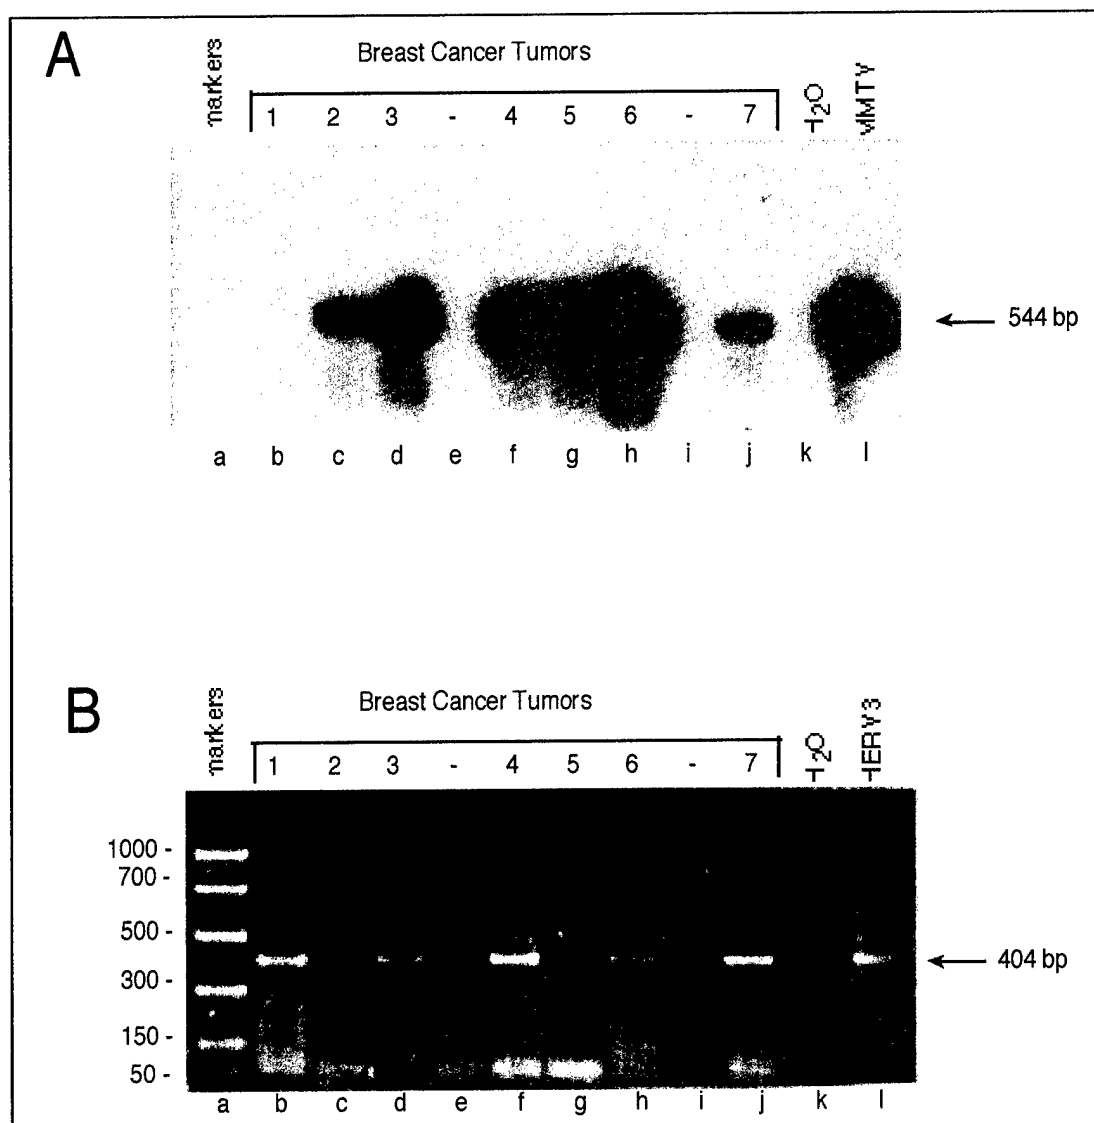 A
markers
Breast Cancer Tumors
1 2 3 - 4 5 6 - 7
H2O
MMTV
544 bp
a b c d e f g h i j k l
B
markers
Breast Cancer Tumors
1 2 3 - 4 5 6 - 7
H2O
HERV3
1000 -
700 -
500 -
404 bp
300 -
150 -
50 -
a b c d e f g h i j k l